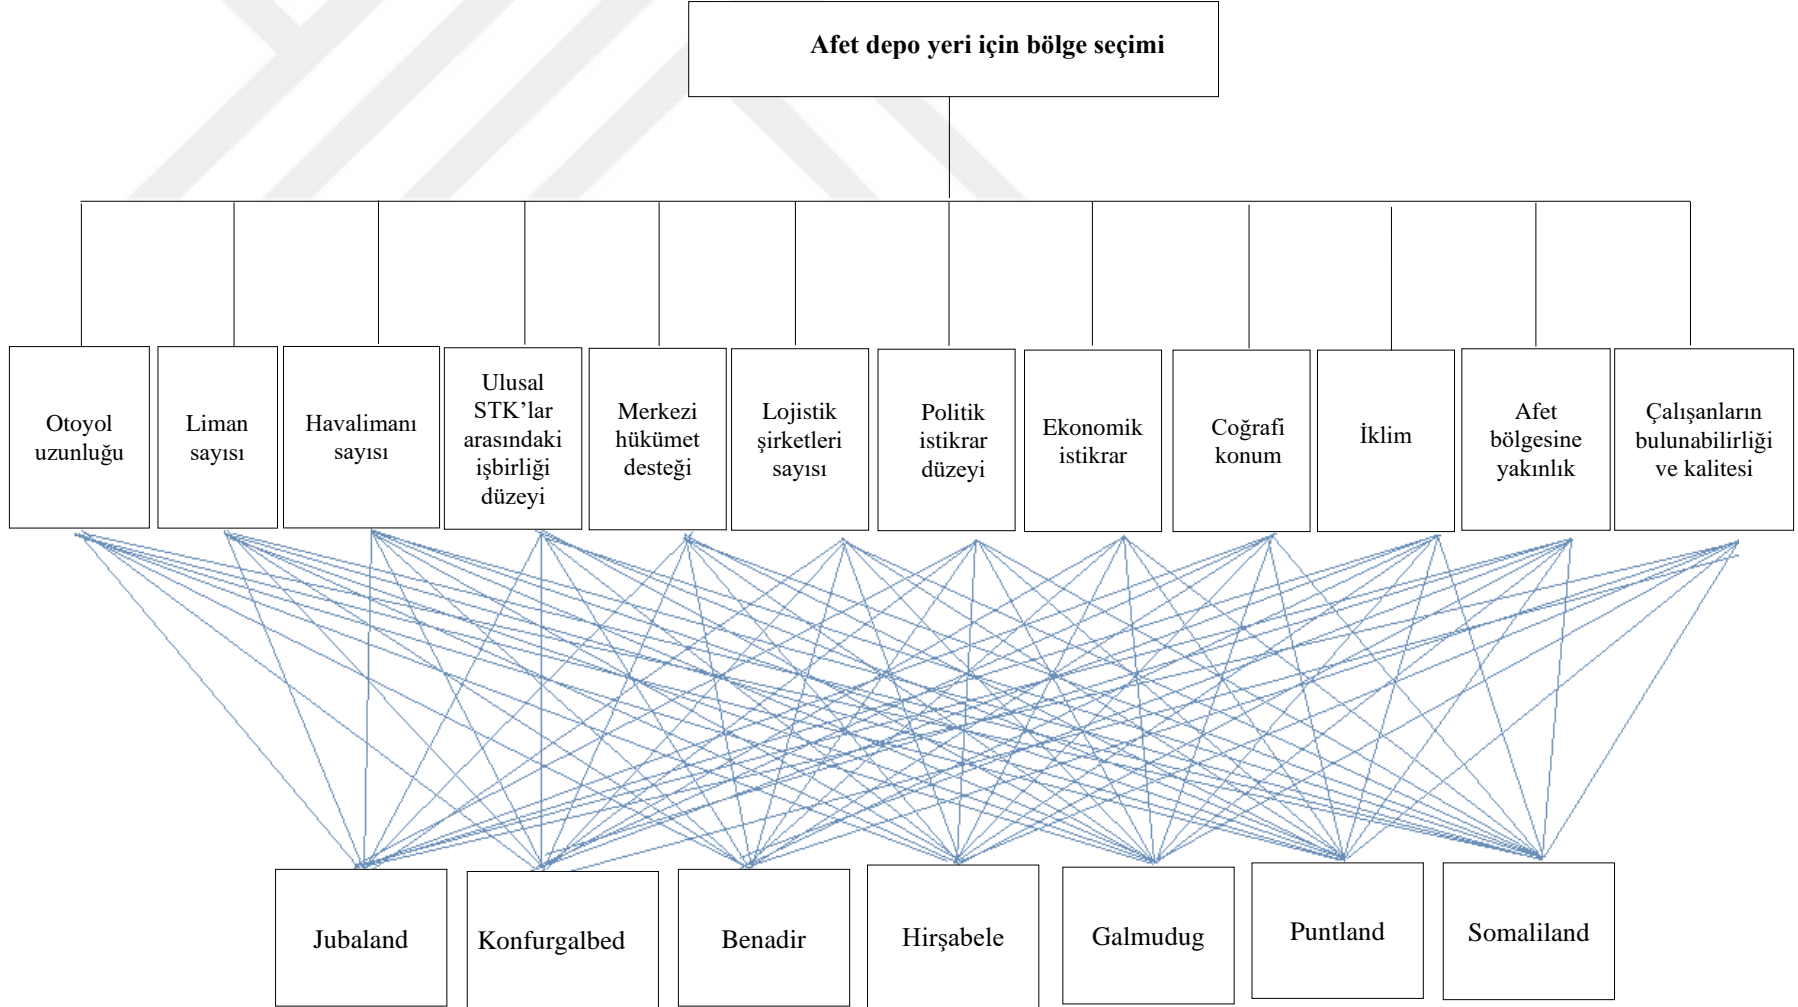 Afet depo yeri için bölge seçimi
Otoyol
uzunluğu
Liman
sayısı
Havalimanı
sayısı
Ulusal
STK’lar
arasındaki
işbirliği
düzeyi
Merkezi
hükümet
desteği
Lojistik
şirketleri
sayısı
Politik
istikrar
düzeyi
Ekonomik
istikrar
Coğrafi
konum
İklim
Afet
bölgesine
yakınlık
Çalışanların
bulunabilirliği
ve kalitesi
Jubaland
Konfurgalbed
Benadir
Hirşabele
Galmudug
Puntland
Somaliland